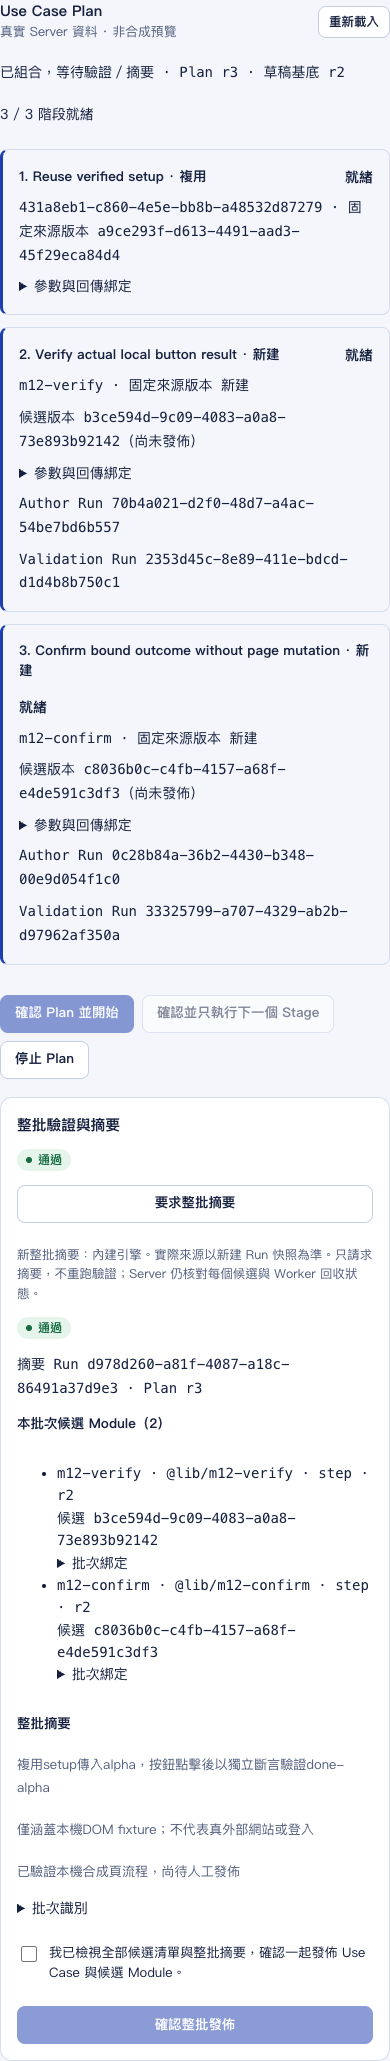 Use Case Plan
真實 Server 資料 · 非合成預覽
重新載入
已組合，等待驗證 / 摘要 · Plan r3 · 草稿基底 r2
3 / 3 階段就緒
1. Reuse verified setup · 複用
就緒
431a8eb1-c860-4e5e-bb8b-a48532d87279 · 固
定來源版本 a9ce293f-d613-4491-aad3-
45f29eca84d4
▶ 參數與回傳綁定
2. Verify actual local button result · 新建
就緒
m12-verify · 固定來源版本 新建
候選版本 b3ce594d-9c09-4083-a0a8-
73e893b92142（尚未發佈）
▶ 參數與回傳綁定
Author Run 70b4a021-d2f0-48d7-a4ac-
54be7bd6b557
Validation Run 2353d45c-8e89-411e-bdcd-
d1d4b8b750c1
3. Confirm bound outcome without page mutation · 新
建
就緒
m12-confirm · 固定來源版本 新建
候選版本 c8036b0c-c4fb-4157-a68f-
e4de591c3df3（尚未發佈）
▶ 參數與回傳綁定
Author Run 0c28b84a-36b2-4430-b348-
00e9d054f1c0
Validation Run 33325799-a707-4329-ab2b-
d97962af350a
確認 Plan 並開始
確認並只執行下一個 Stage
停止 Plan
整批驗證與摘要
通過
要求整批摘要
新整批摘要：內建引擎。實際來源以新建 Run 快照為準。只請求
摘要，不重跑驗證；Server 仍核對每個候選與 Worker 回收狀
態。
通過
摘要 Run d978d260-a81f-4087-a18c-
86491a37d9e3 · Plan r3
本批次候選 Module（2）
• m12-verify · @lib/m12-verify · step ·
r2
候選 b3ce594d-9c09-4083-a0a8-
73e893b92142
▶ 批次綁定
• m12-confirm · @lib/m12-confirm · step
· r2
候選 c8036b0c-c4fb-4157-a68f-
e4de591c3df3
▶ 批次綁定
整批摘要
複用setup傳入alpha，按鈕點擊後以獨立斷言驗證done-
alpha
僅涵蓋本機DOM fixture；不代表真外部網站或登入
已驗證本機合成頁流程，尚待人工發佈
▶ 批次識別
我已檢視全部候選清單與整批摘要，確認一起發佈 Use
Case 與候選 Module。
確認整批發佈